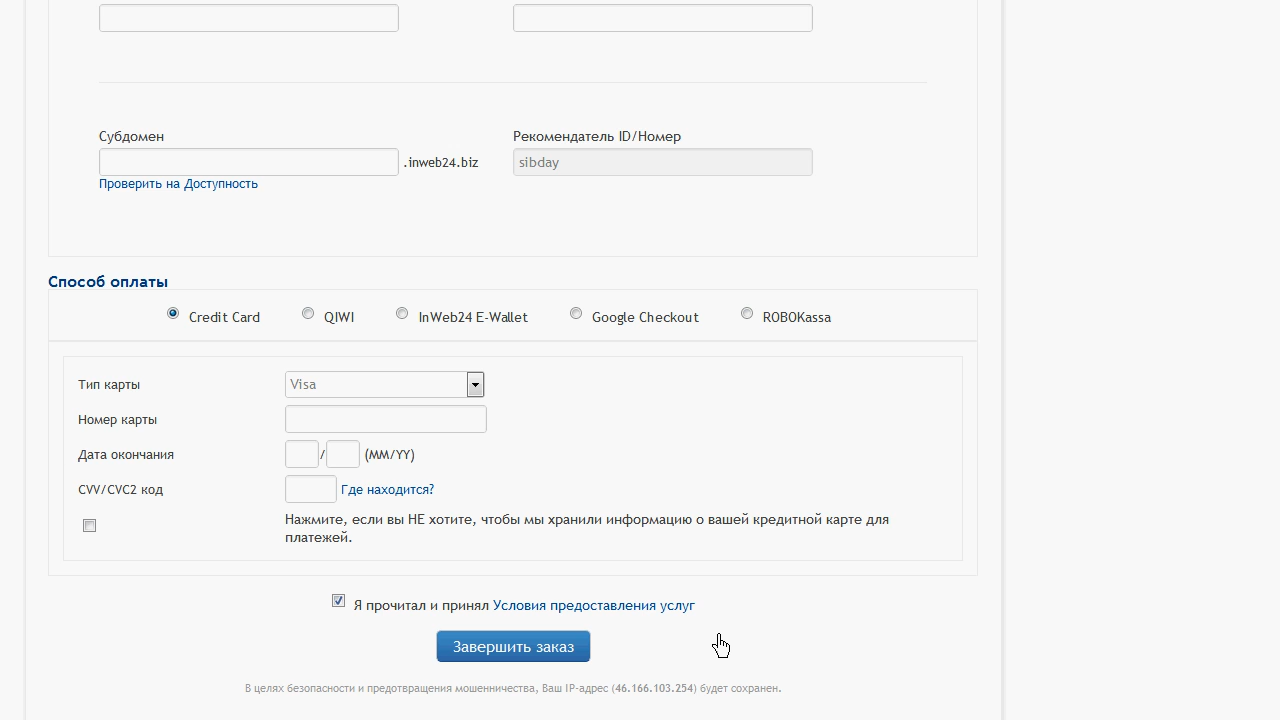 Субдомен
Рекомендатель ID/Номер
.inweb24.biz
sibday
Проверить на Доступность
Способ оплаты
Credit Card
QIWI
InWeb24 E-Wallet
Google Checkout
ROBOKassa
Тип карты
Visa
Номер карты
Дата окончания
/
(MM/YY)
CVV/CVC2 код
Где находится?
Нажмите, если вы НЕ хотите, чтобы мы хранили информацию о вашей кредитной карте для
платежей.
Я прочитал и принял Условия предоставления услуг
Завершить заказ
В целях безопасности и предотвращения мошенничества, Ваш IP-адрес (46.166.103.254) будет сохранен.